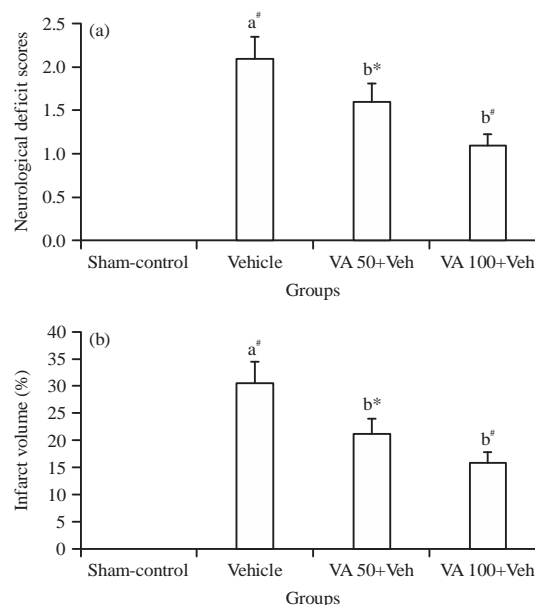 (a)
Neurological deficit scores
2.5
2.0
1.5
1.0
0.5
0.0
a#
b*
b#
Sham-control Vehicle VA 50+Veh VA 100+Veh
Groups
(b)
Infarct volume (%)
40
35
30
25
20
15
10
5
0
a#
b*
b#
Sham-control Vehicle VA 50+Veh VA 100+Veh
Groups